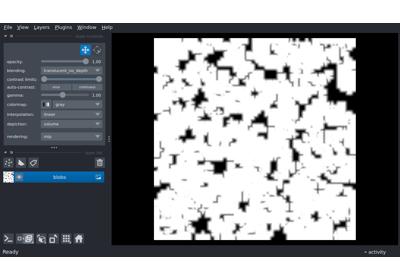 File View Layers Plugins Window Help
opacity: 1.00
blending: translucent_no_depth
contrast limits:
auto-contrast: once continuous
gamma: 1.00
colormap: gray
interpolation: linear
depiction: volume
rendering: mip
blobs
Ready
activity